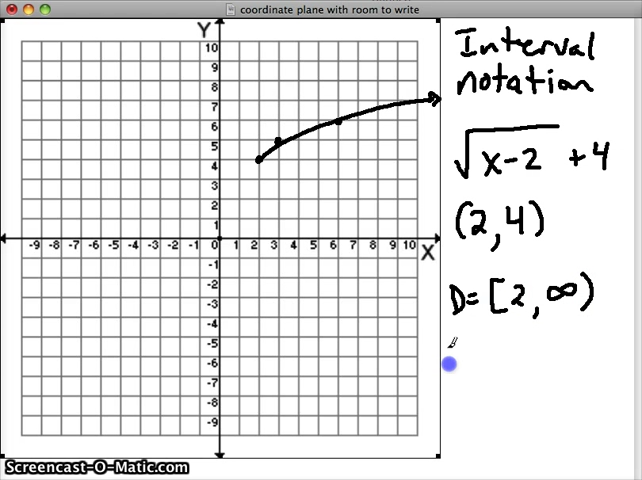 coordinate plane with room to write
Y
10
9
8
7
6
5
4
3
2
1
-9 -8 -7 -6 -5 -4 -3 -2 -1 0 1 2 3 4 5 6 7 8 9 10
X
-1
-2
-3
-4
-5
-6
-7
-8
-9
Interval
notation
√x-2 +4
(2,4)
D=[2,∞)
Screencast-O-Matic.com